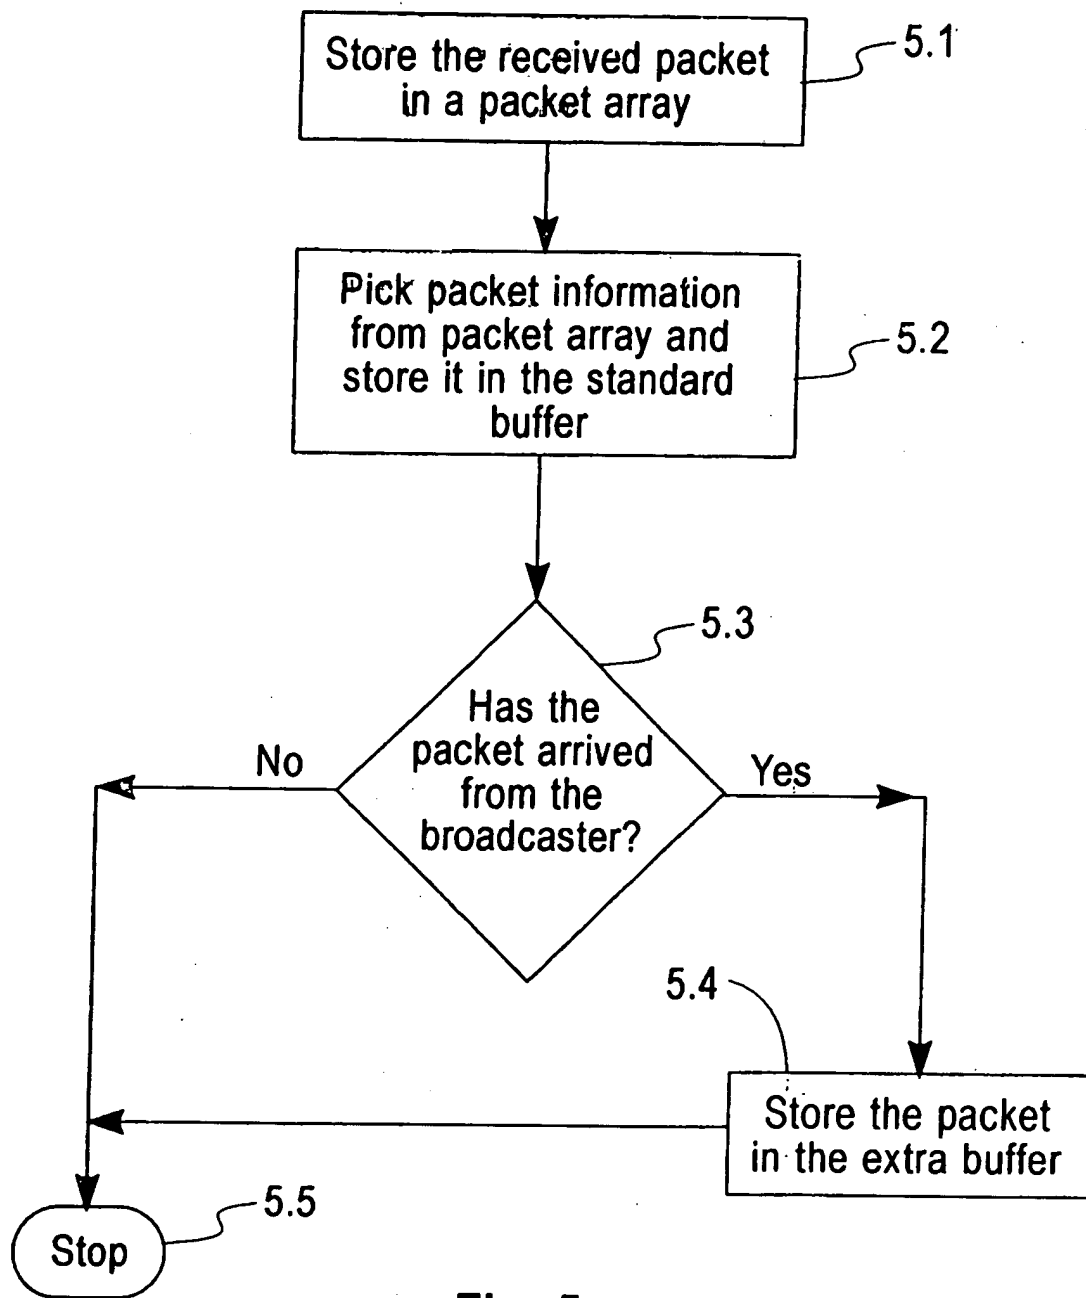 Store the received packet
in a packet array
5.1
Pick packet information
from packet array and
store it in the standard
buffer
5.2
5.3
Has the
packet arrived
from the
broadcaster?
No
Yes
5.4
Store the packet
in the extra buffer
5.5
Stop